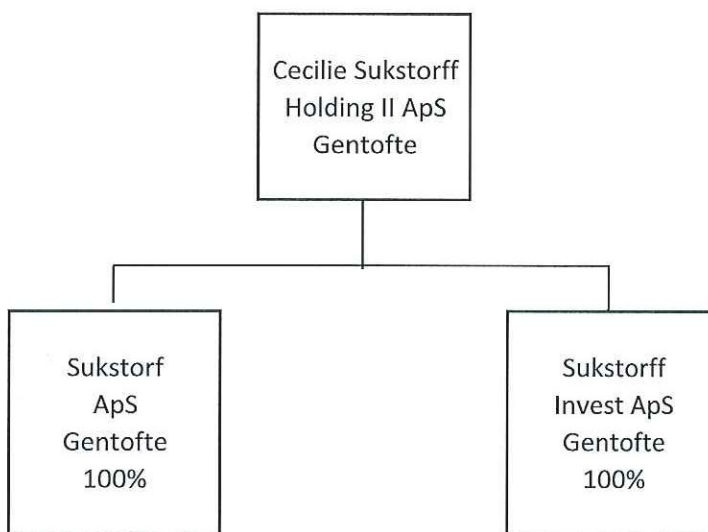 Cecilie Sukstorff
Holding II ApS
Gentofte
Sukstorf
ApS
Gentofte
100%
Sukstorff
Invest ApS
Gentofte
100%